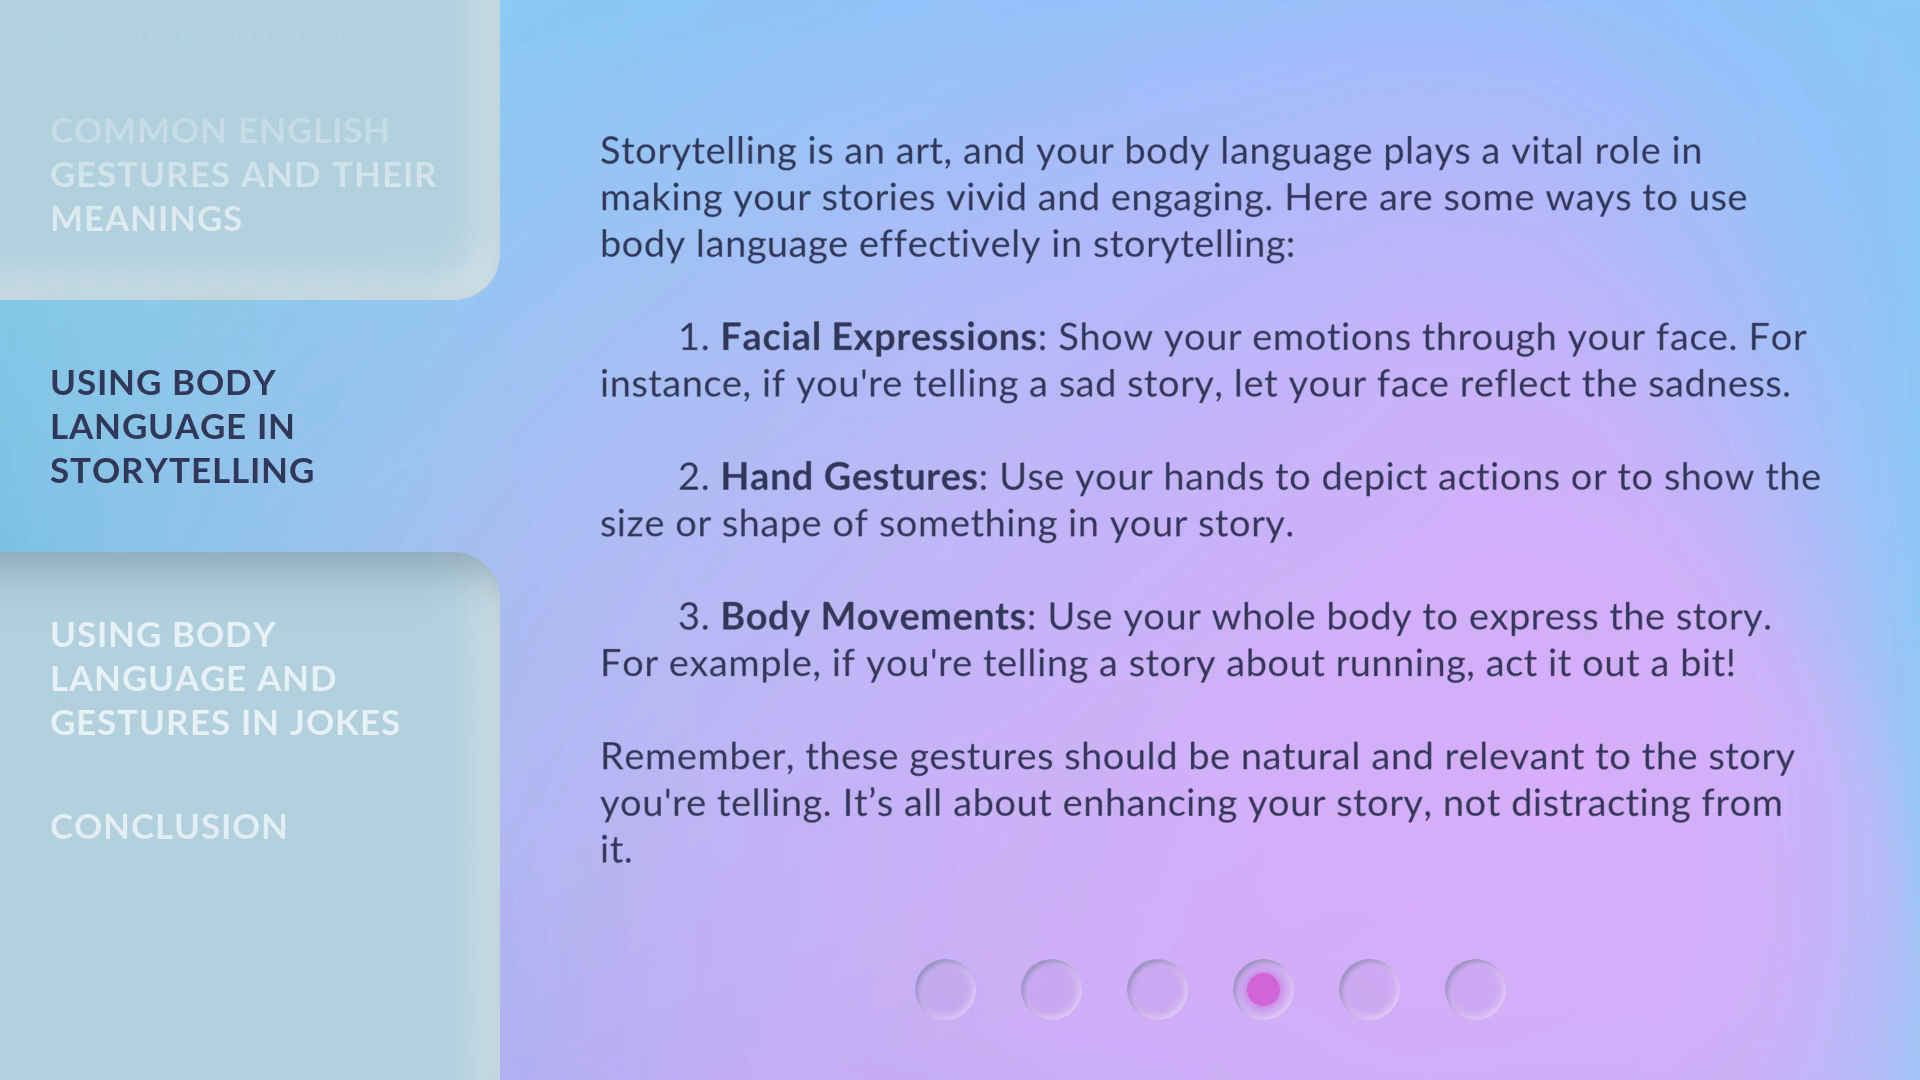 COMMON ENGLISH
GESTURES AND THEIR
MEANINGS
USING BODY
LANGUAGE IN
STORYTELLING
USING BODY
LANGUAGE AND
GESTURES IN JOKES
CONCLUSION
Storytelling is an art, and your body language plays a vital role in
making your stories vivid and engaging. Here are some ways to use
body language effectively in storytelling:
1. Facial Expressions: Show your emotions through your face. For
instance, if you're telling a sad story, let your face reflect the sadness.
2. Hand Gestures: Use your hands to depict actions or to show the
size or shape of something in your story.
3. Body Movements: Use your whole body to express the story.
For example, if you're telling a story about running, act it out a bit!
Remember, these gestures should be natural and relevant to the story
you're telling. It’s all about enhancing your story, not distracting from
it.